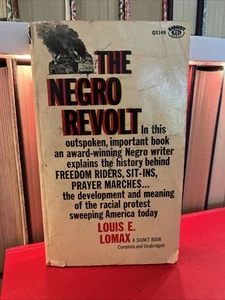 Q3149
SIGNET
THE
NEGRO
REVOLT In this
outspoken, important book
an award-winning Negro writer
explains the history behind
FREEDOM RIDERS, SIT-INS,
PRAYER MARCHES...
the development and meaning
of the racial protest
sweeping America today
LOUIS E.
LOMAX A SIGNET BOOK
Complete and Unabridged